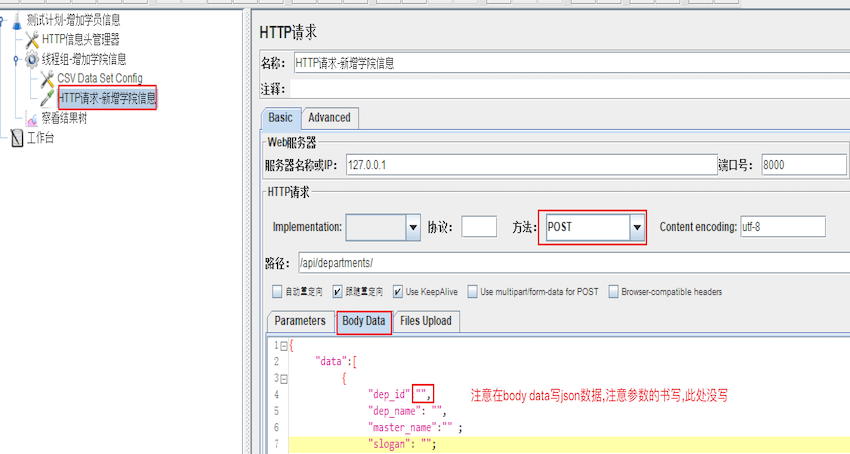 测试计划-增加学员信息
HTTP信息头管理器
线程组-增加学院信息
CSV Data Set Config
HTTP请求-新增学院信息
察看结果树
工作台
HTTP请求
名称: HTTP请求-新增学院信息
注释:
Basic Advanced
Web服务器
服务器名称或IP: 127.0.0.1 端口号: 8000
HTTP请求
Implementation: 协议: 方法: POST Content encoding: utf-8
路径: /api/departments/
自动重定向 跟随重定向 Use KeepAlive Use multipart/form-data for POST Browser-compatible headers
Parameters Body Data Files Upload
1 {
2 "data":[
3 {
4 "dep_id":"", 注意在body data写json数据,注意参数的书写,此处没写
5 "dep_name": "",
6 "master_name":"" ;
7 "slogan": "";